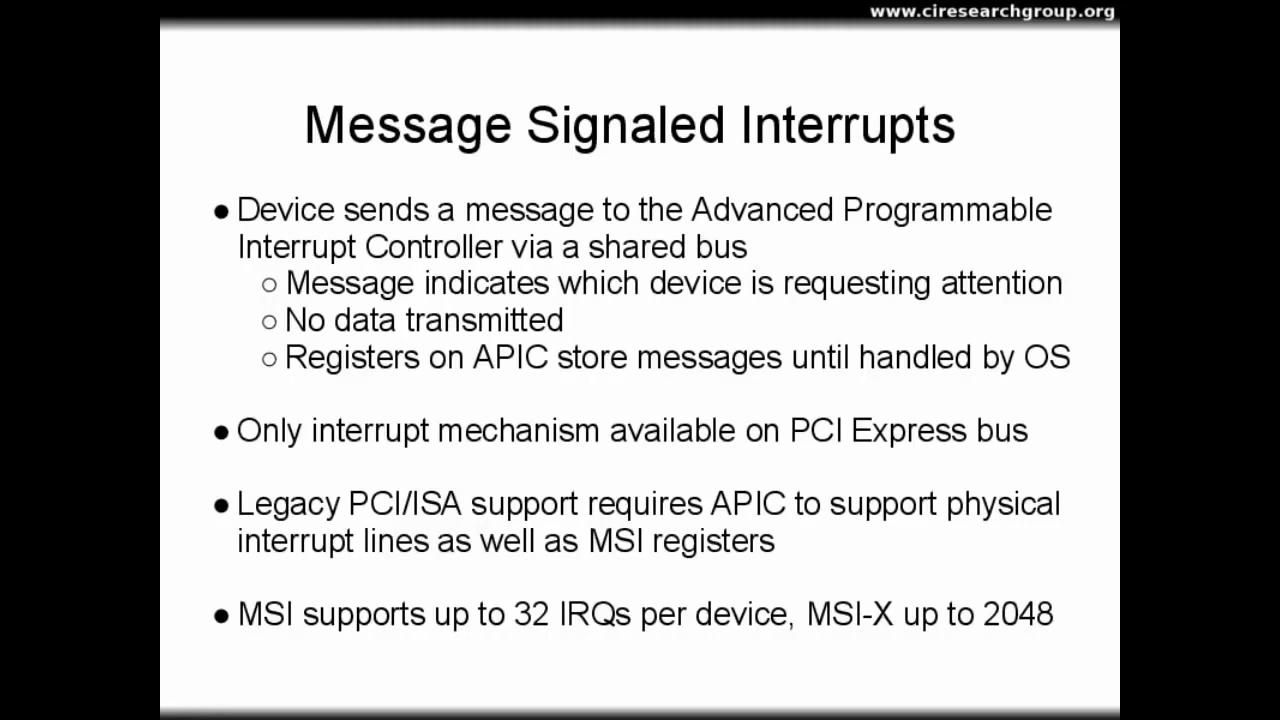 www.ciresearchgroup.org
Message Signaled Interrupts
● Device sends a message to the Advanced Programmable
Interrupt Controller via a shared bus
○ Message indicates which device is requesting attention
○ No data transmitted
○ Registers on APIC store messages until handled by OS
● Only interrupt mechanism available on PCI Express bus
● Legacy PCI/ISA support requires APIC to support physical
interrupt lines as well as MSI registers
● MSI supports up to 32 IRQs per device, MSI-X up to 2048